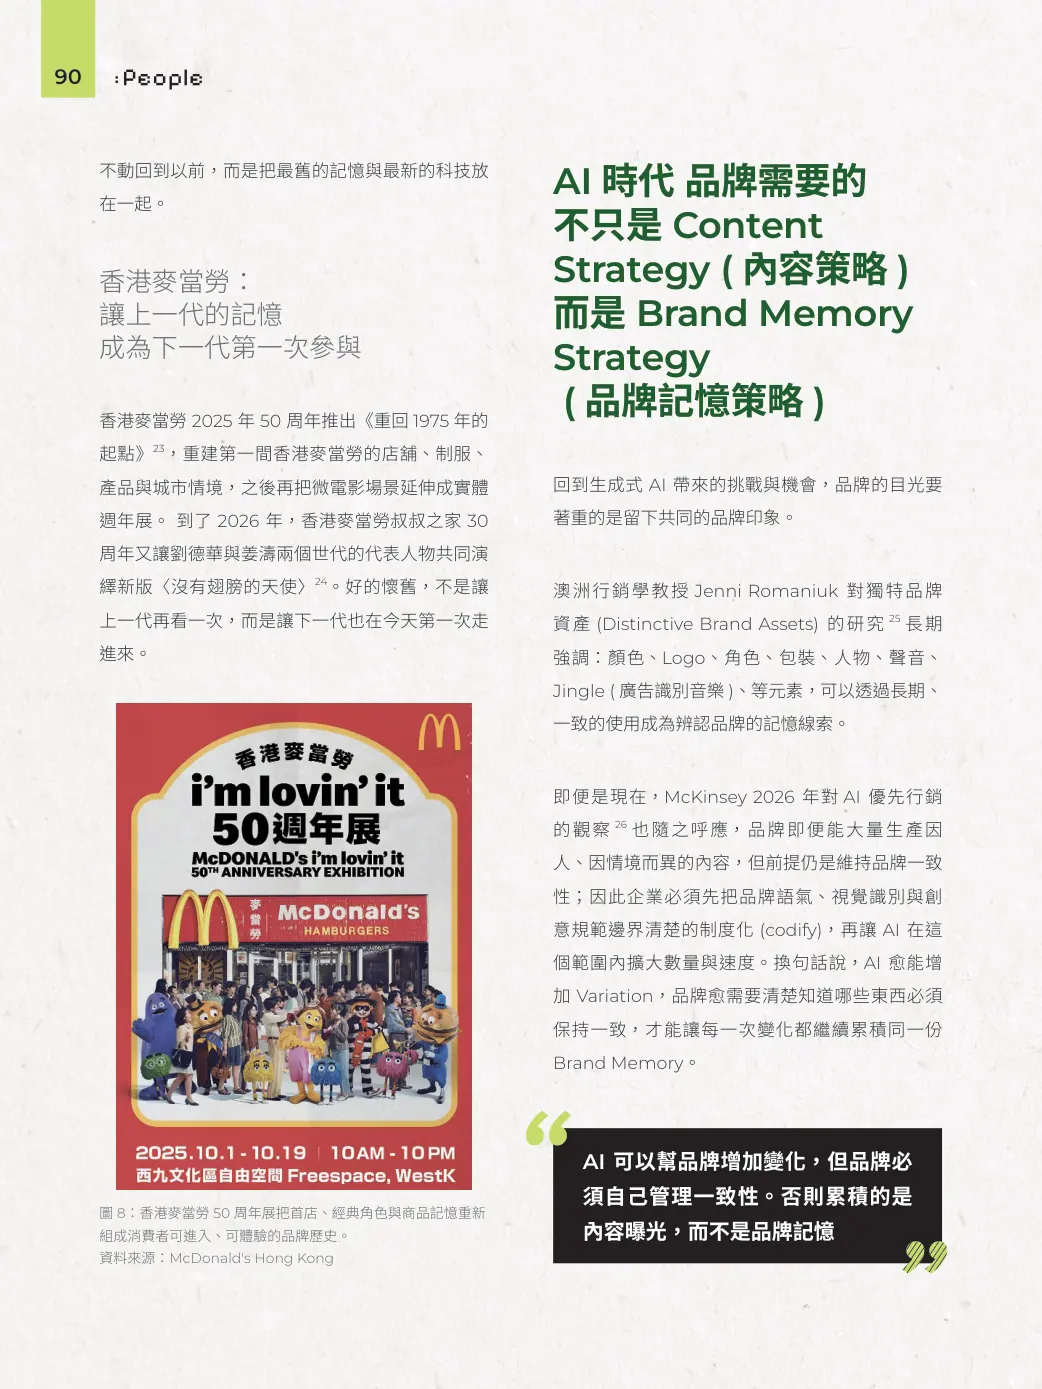 90
:People
不動回到以前，而是把最舊的記憶與最新的科技放
在一起。
香港麥當勞：
讓上一代的記憶
成為下一代第一次參與
香港麥當勞 2025 年 50 周年推出《重回 1975 年的
起點》23，重建第一間香港麥當勞的店舖、制服、
產品與城市情境，之後再把微電影場景延伸成實體
週年展。 到了 2026 年，香港麥當勞叔叔之家 30
周年又讓劉德華與姜濤兩個世代的代表人物共同演
繹新版〈沒有翅膀的天使〉24。好的懷舊，不是讓
上一代再看一次，而是讓下一代也在今天第一次走
進來。
香港麥當勞
i'm lovin' it
50週年展
McDONALD's i'm lovin' it
50TH ANNIVERSARY EXHIBITION
麥當勞
McDonald's
HAMBURGERS
2025.10.1 - 10.19 | 10AM - 10PM
西九文化區自由空間 Freespace, WestK
圖 8：香港麥當勞 50 周年展把首店、經典角色與商品記憶重新
組成消費者可進入、可體驗的品牌歷史。
資料來源：McDonald's Hong Kong
AI 時代 品牌需要的
不只是 Content
Strategy ( 內容策略 )
而是 Brand Memory
Strategy
( 品牌記憶策略 )
回到生成式 AI 帶來的挑戰與機會，品牌的目光要
著重的是留下共同的品牌印象。
澳洲行銷學教授 Jenni Romaniuk 對獨特品牌
資產 (Distinctive Brand Assets) 的研究 25 長期
強調：顏色、Logo、角色、包裝、人物、聲音、
Jingle ( 廣告識別音樂 )、等元素，可以透過長期、
一致的使用成為辨認品牌的記憶線索。
即便是現在，McKinsey 2026 年對 AI 優先行銷
的觀察 26 也隨之呼應，品牌即便能大量生產因
人、因情境而異的內容，但前提仍是維持品牌一致
性；因此企業必須先把品牌語氣、視覺識別與創
意規範邊界清楚的制度化 (codify)，再讓 AI 在這
個範圍內擴大數量與速度。換句話說，AI 愈能增
加 Variation，品牌愈需要清楚知道哪些東西必須
保持一致，才能讓每一次變化都繼續累積同一份
Brand Memory。
“
AI 可以幫品牌增加變化，但品牌必
須自己管理一致性。否則累積的是
內容曝光，而不是品牌記憶
”